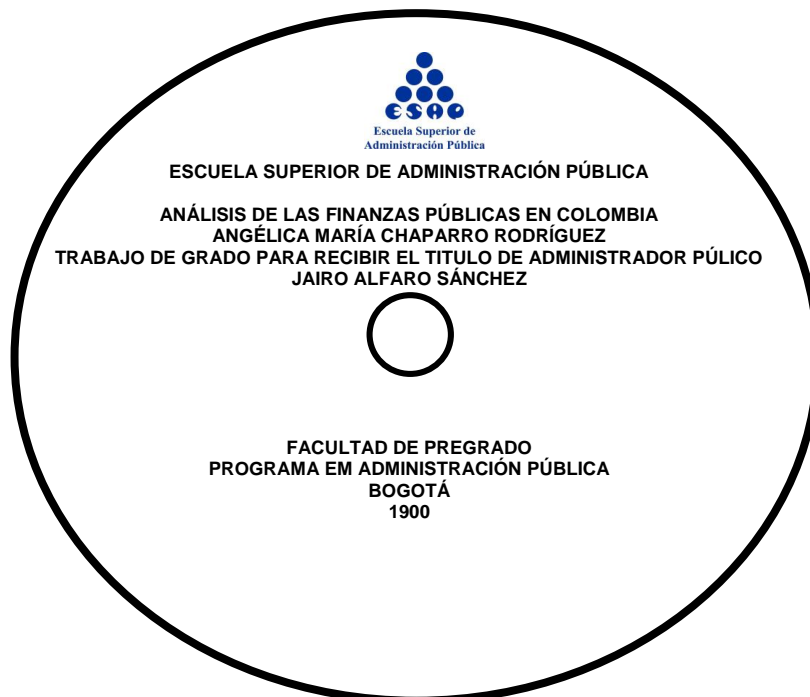 ESAP
Escuela Superior de
Administración Pública
ESCUELA SUPERIOR DE ADMINISTRACIÓN PÚBLICA
ANÁLISIS DE LAS FINANZAS PÚBLICAS EN COLOMBIA
ANGÉLICA MARÍA CHAPARRO RODRÍGUEZ
TRABAJO DE GRADO PARA RECIBIR EL TITULO DE ADMINISTRADOR PÚLICO
JAIRO ALFARO SÁNCHEZ
FACULTAD DE PREGRADO
PROGRAMA EM ADMINISTRACIÓN PÚBLICA
BOGOTÁ
1900